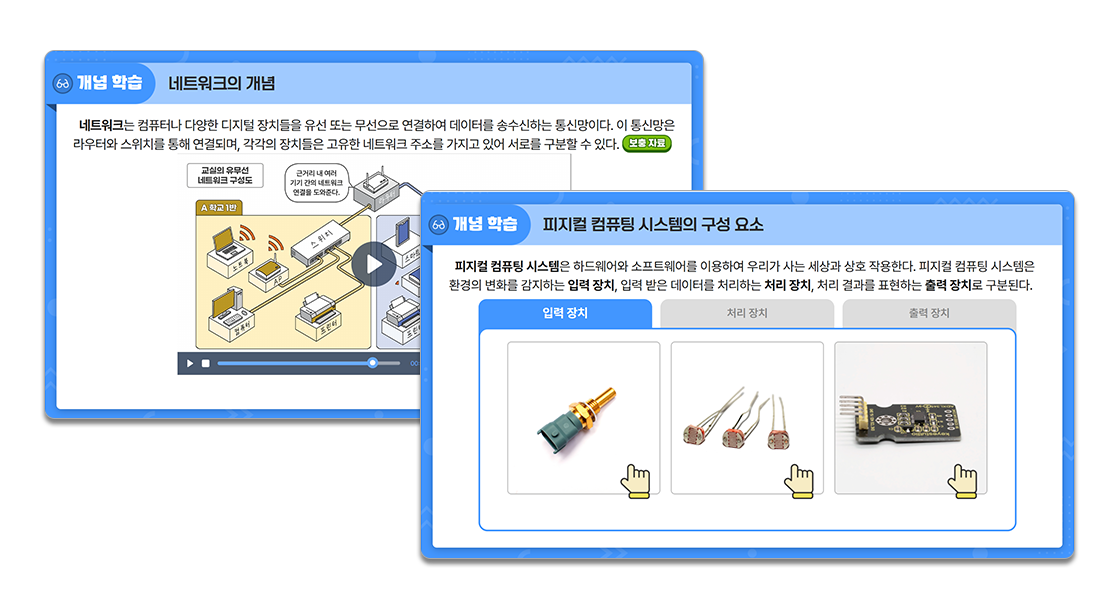 개념 학습
네트워크의 개념
네트워크는 컴퓨터나 다양한 디지털 장치들을 유선 또는 무선으로 연결하여 데이터를 송수신하는 통신망이다. 이 통신망은
라우터와 스위치를 통해 연결되며, 각각의 장치들은 고유한 네트워크 주소를 가지고 있어 서로를 구분할 수 있다. 보충 자료
교실의 유무선
네트워크 구성도
근거리 내 여러
기기 간의 네트워크
연결을 도와준다.
A 학교 1반
스위치
노트북
AP
컴퓨터
프린터
개념 학습
피지컬 컴퓨팅 시스템의 구성 요소
피지컬 컴퓨팅 시스템은 하드웨어와 소프트웨어를 이용하여 우리가 사는 세상과 상호 작용한다. 피지컬 컴퓨팅 시스템은
환경의 변화를 감지하는 입력 장치, 입력 받은 데이터를 처리하는 처리 장치, 처리 결과를 표현하는 출력 장치로 구분된다.
입력 장치
처리 장치
출력 장치